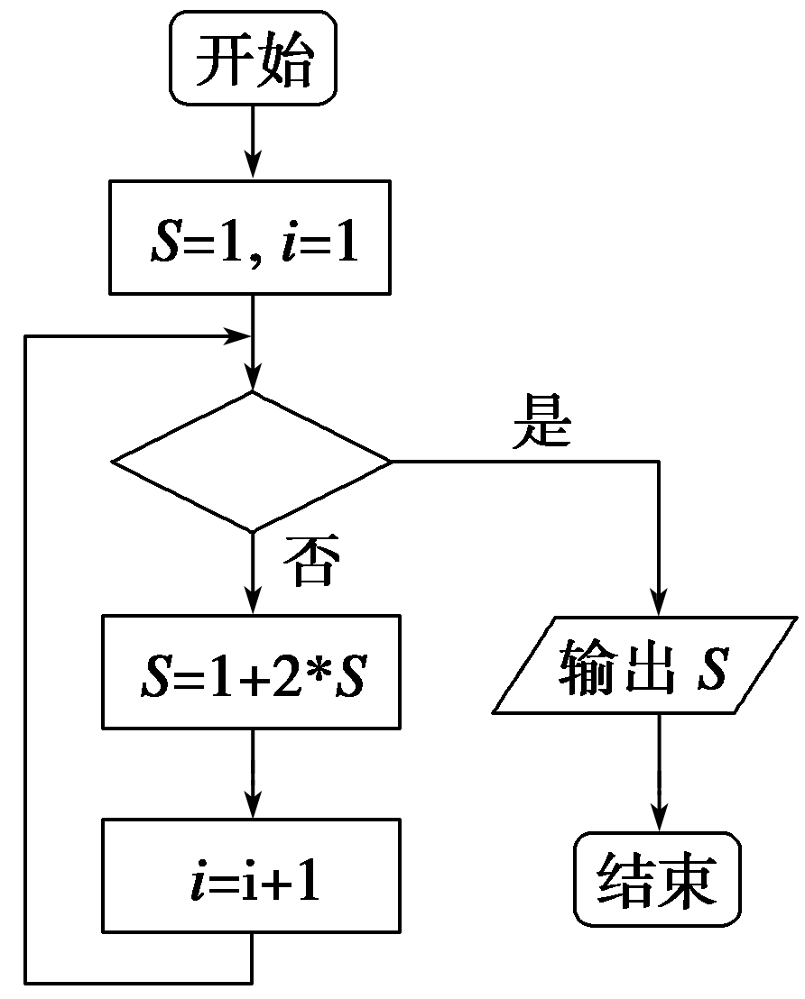 开始
S=1, i=1
是
否
S=1+2*S
输出 S
i=i+1
结束